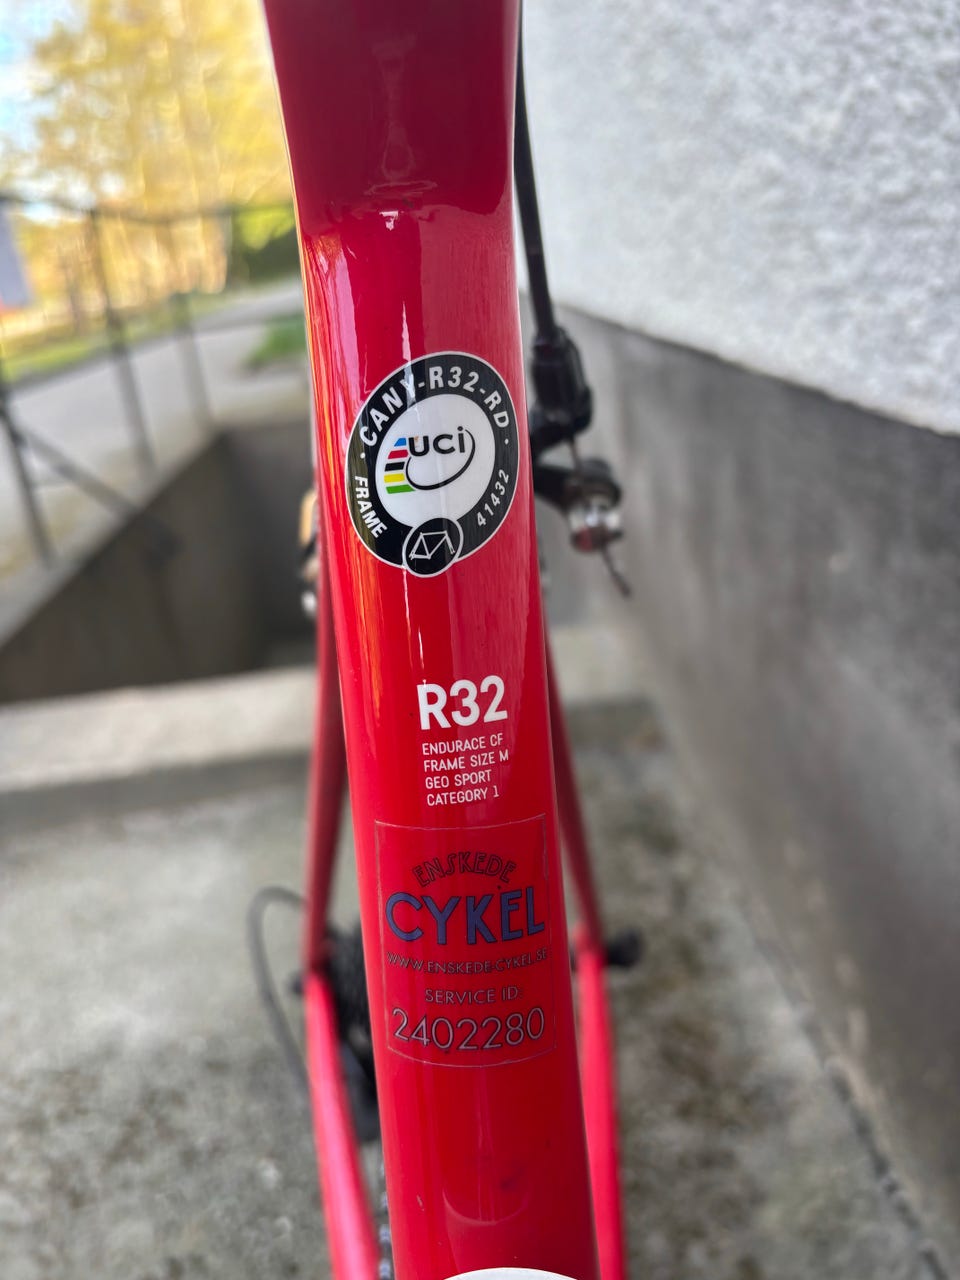 · CANY-R32-RD ·
uci
FRAME
41432
R32
ENDURACE CF
FRAME SIZE M
GEO SPORT
CATEGORY 1
ENSKEDE
CYKEL
WWW.ENSKEDE-CYKEL.SE
SERVICE ID:
2402280